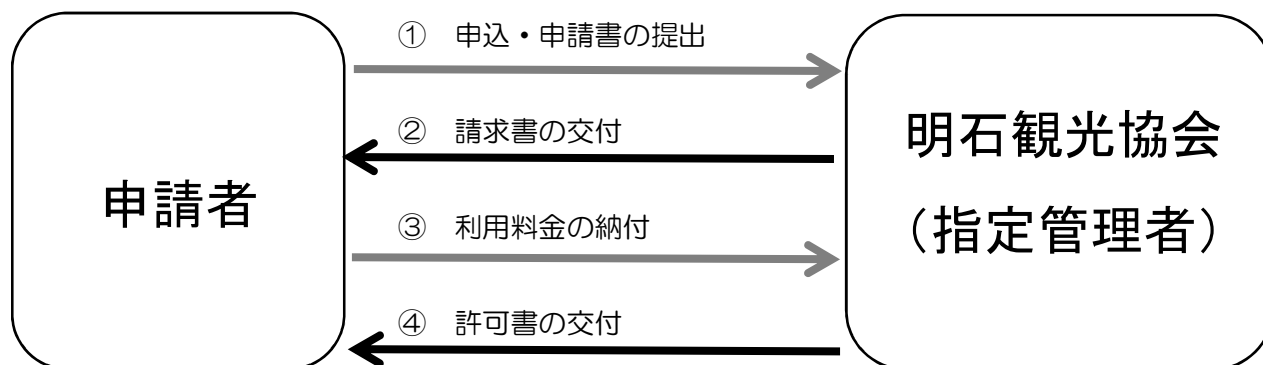 ① 申込・申請書の提出
② 請求書の交付
申請者
明石観光協会
（指定管理者）
③ 利用料金の納付
④ 許可書の交付